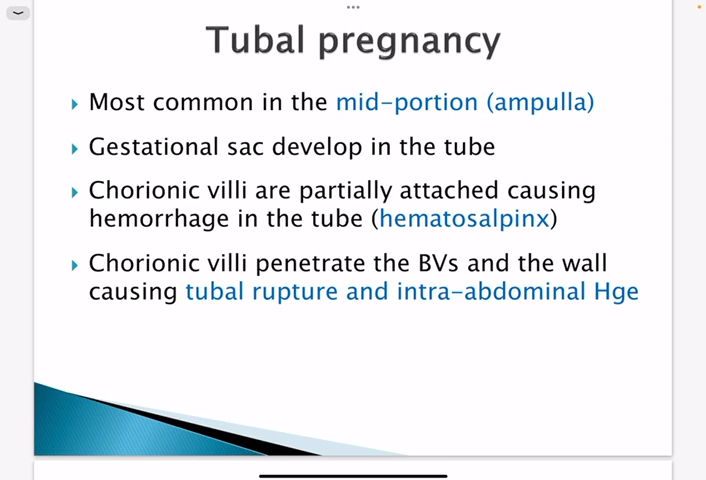 Tubal pregnancy
Most common in the mid-portion (ampulla)
Gestational sac develop in the tube
Chorionic villi are partially attached causing
hemorrhage in the tube (hematosalpinx)
Chorionic villi penetrate the BVs and the wall
causing tubal rupture and intra-abdominal Hge